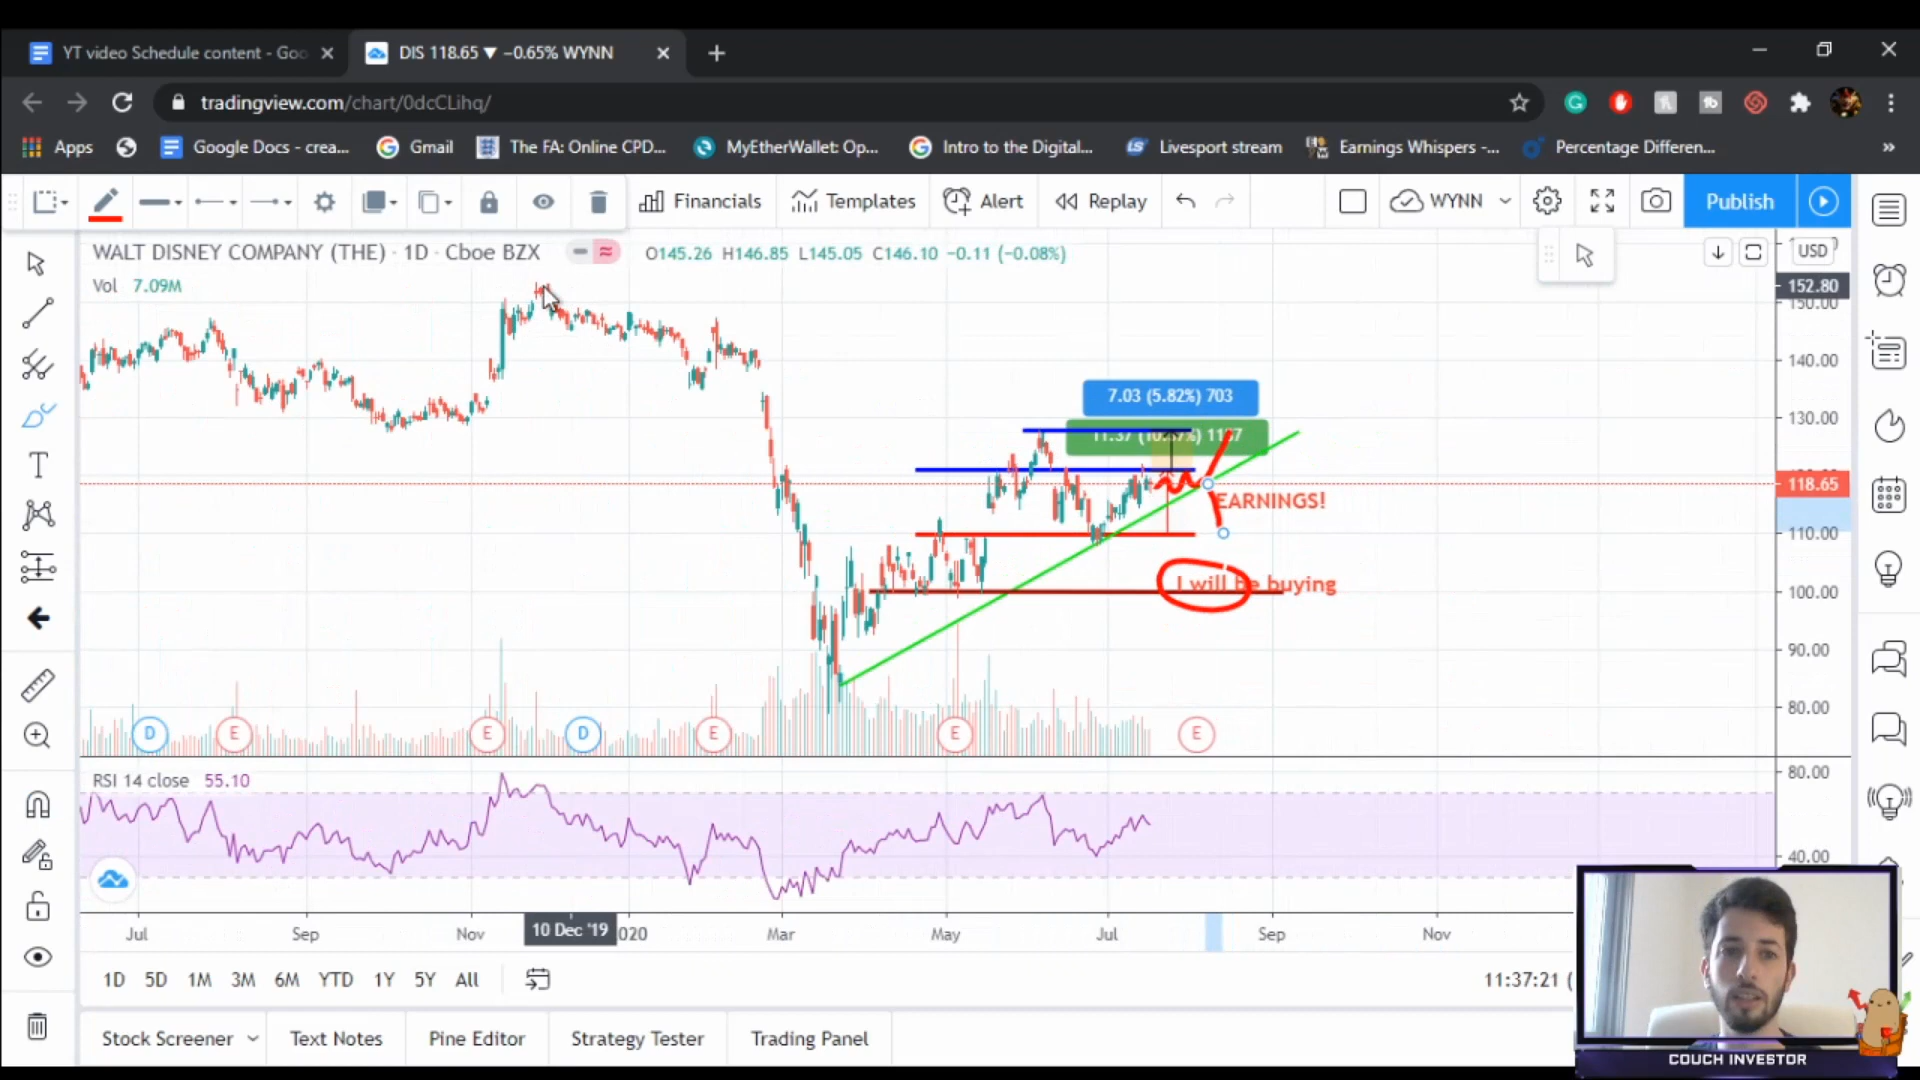 YT video Schedule content - Goo
DIS 118.65 ▼ −0.65% WYNN
tradingview.com/chart/0dcCLihq/
Apps
Google Docs - crea...
Gmail
The FA: Online CPD...
MyEtherWallet: Op...
Intro to the Digital...
Livesport stream
Earnings Whispers -...
Percentage Differen...
»
Financials
Templates
Alert
Replay
WYNN
Publish
WALT DISNEY COMPANY (THE) · 1D · Cboe BZX
O145.26 H146.85 L145.05 C146.10 −0.11 (−0.08%)
USD
Vol 7.09M
152.80
150.00
140.00
130.00
118.65
110.00
100.00
90.00
80.00
7.03 (5.82%) 703
EARNINGS!
I will be buying
D
E
E
D
E
E
E
RSI 14 close 55.10
80.00
40.00
Jul
Sep
Nov
10 Dec '19
020
Mar
May
Jul
Sep
Nov
1D 5D 1M 3M 6M YTD 1Y 5Y All
11:37:21 (
Stock Screener
Text Notes
Pine Editor
Strategy Tester
Trading Panel
COUCH INVESTOR